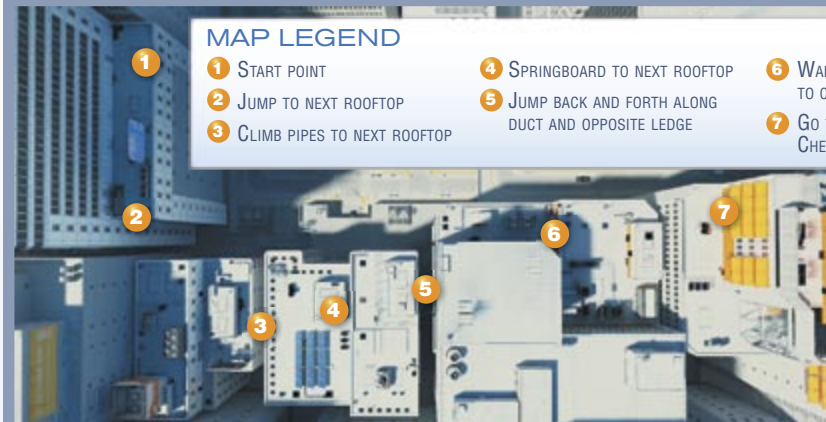 MAP LEGEND
1 START POINT
2 JUMP TO NEXT ROOFTOP
3 CLIMB PIPES TO NEXT ROOFTOP
4 SPRINGBOARD TO NEXT ROOFTOP
5 JUMP BACK AND FORTH ALONG
DUCT AND OPPOSITE LEDGE
6
TO
7 GO
1
2
3
4
5
6
7